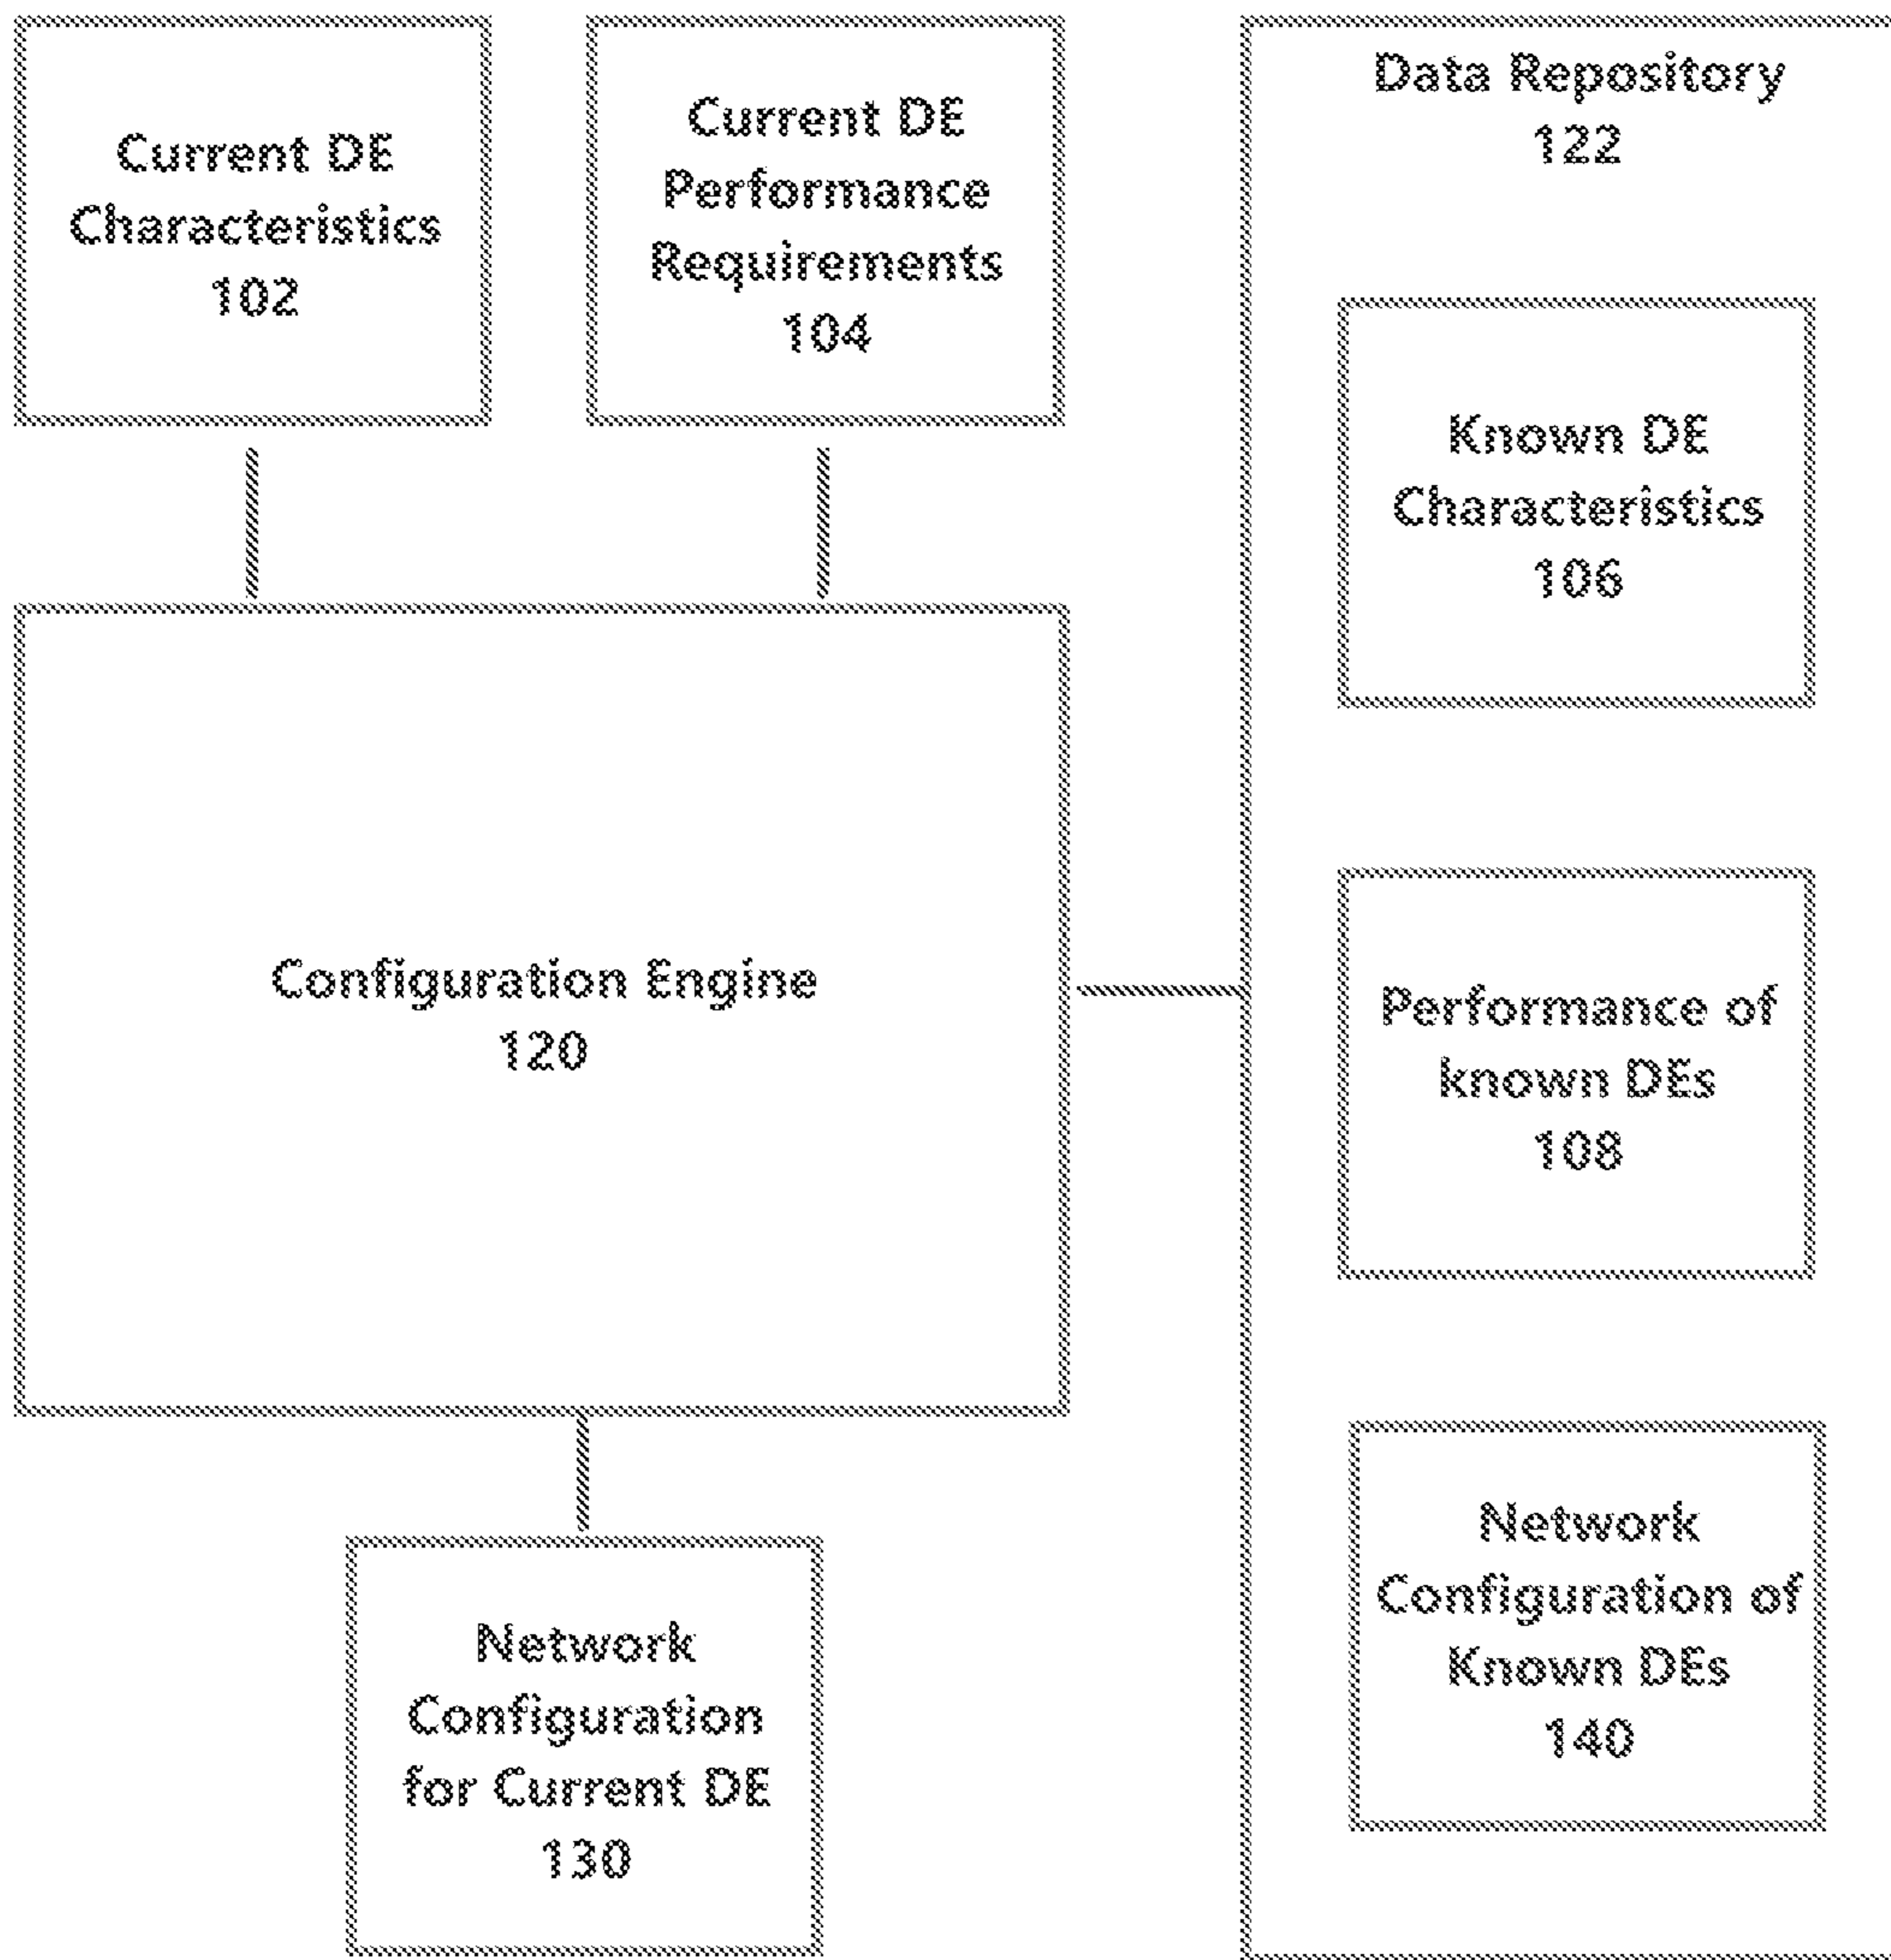 Current DE
Characteristics
102
Current DE
Performance
Requirements
104
Data Repository
122
Known DE
Characteristics
106
Configuration Engine
120
Performance of
known DEs
108
Network
Configuration of
Known DEs
140
Network
Configuration
for Current DE
130